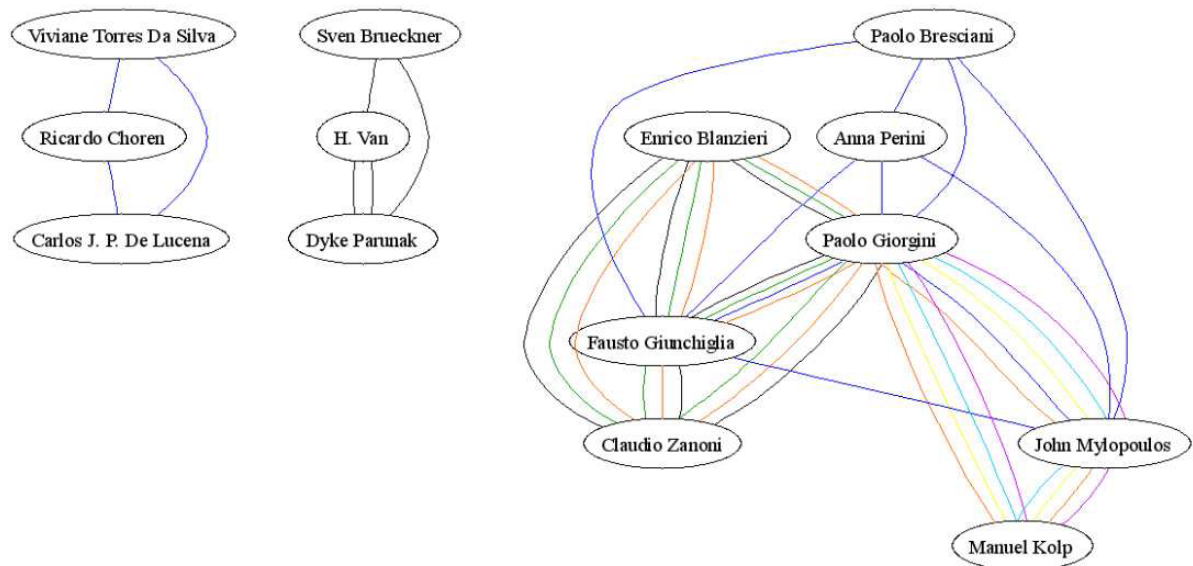 Viviane Torres Da Silva
Sven Brueckner
Paolo Bresciani
Ricardo Choren
H. Van
Enrico Blanzieri
Anna Perini
Carlos J. P. De Lucena
Dyke Parunak
Paolo Giorgini
Fausto Giunchiglia
Claudio Zanoni
John Mylopoulos
Manuel Kolp